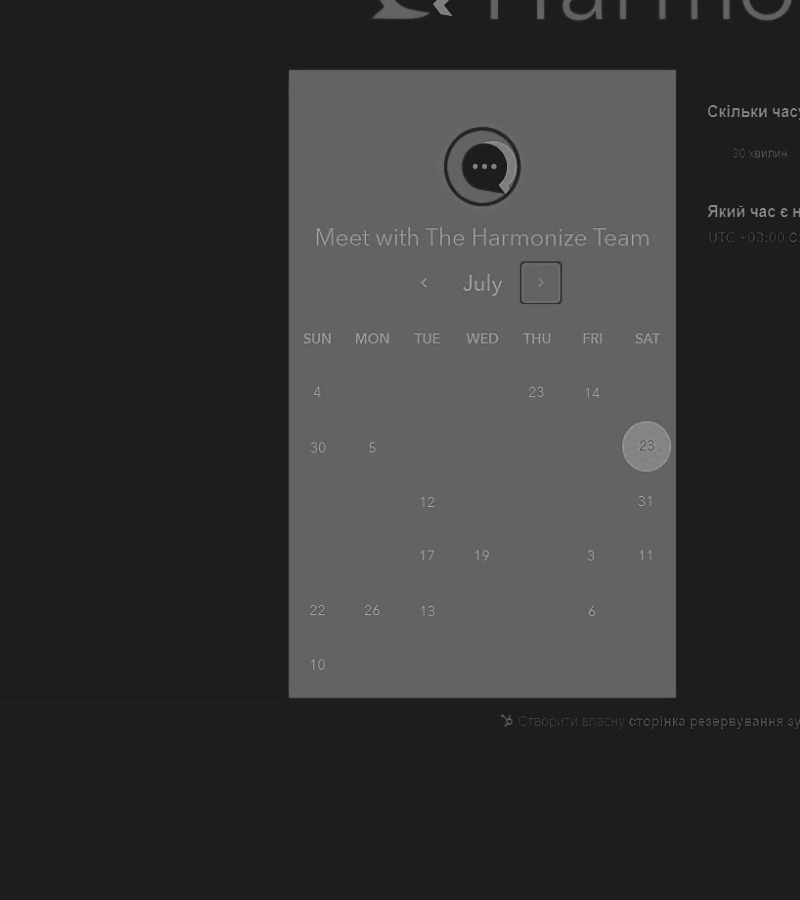 Harmo
Meet with The Harmonize Team
‹ July ›
SUN MON TUE WED THU FRI SAT
4 23 14
30 5 23
12 31
17 19 3 11
22 26 13 6
10
Скільки часу
30 хвилин
Який час є н
UTC +03:00 С
Створити власну сторінка резервування зу